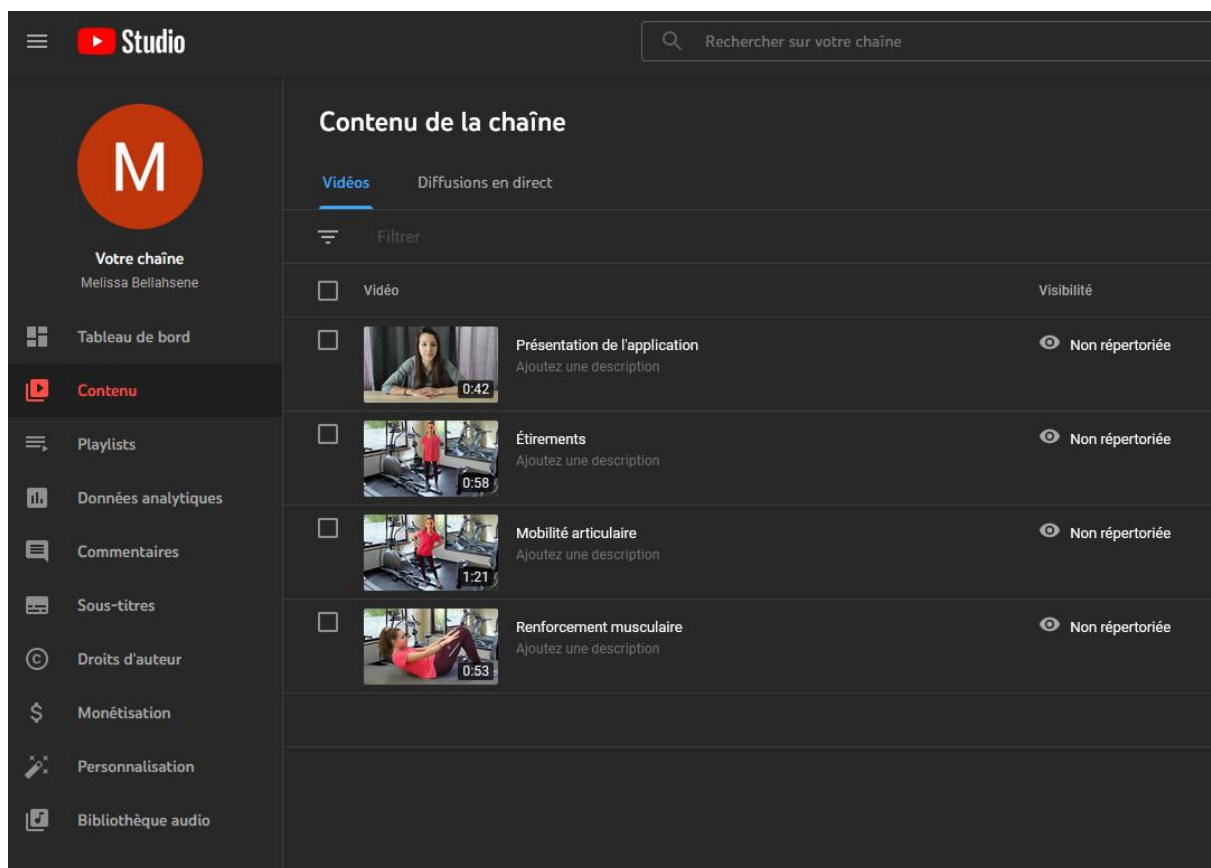 Studio
Rechercher sur votre chaîne
M
Votre chaîne
Melissa Bellahsene
Tableau de bord
Contenu
Playlists
Données analytiques
Commentaires
Sous-titres
Droits d'auteur
Monétisation
Personnalisation
Bibliothèque audio
Contenu de la chaîne
Vidéos Diffusions en direct
Filtrer
Vidéo Visibilité
0:42
Présentation de l'application Non répertoriée
Ajoutez une description
0:58
Étirements Non répertoriée
Ajoutez une description
1:21
Mobilité articulaire Non répertoriée
Ajoutez une description
0:53
Renforcement musculaire Non répertoriée
Ajoutez une description